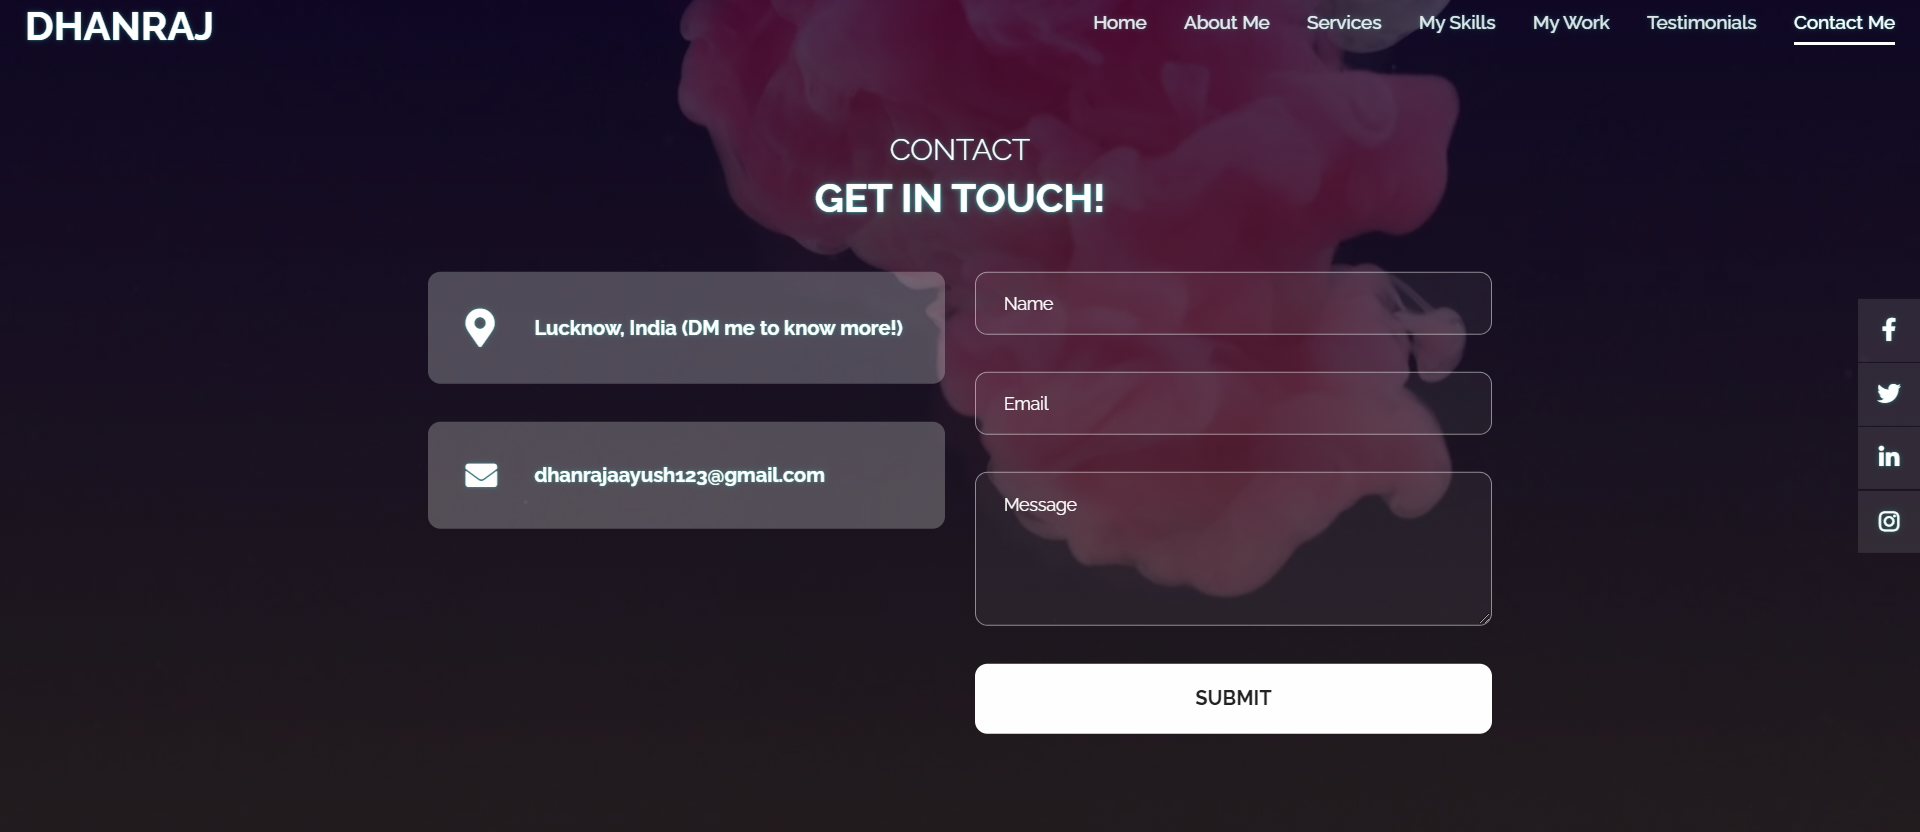 DHANRAJ
Home About Me Services My Skills My Work Testimonials Contact Me
CONTACT
GET IN TOUCH!
Lucknow, India (DM me to know more!)
dhanrajaayush123@gmail.com
Name
Email
Message
SUBMIT